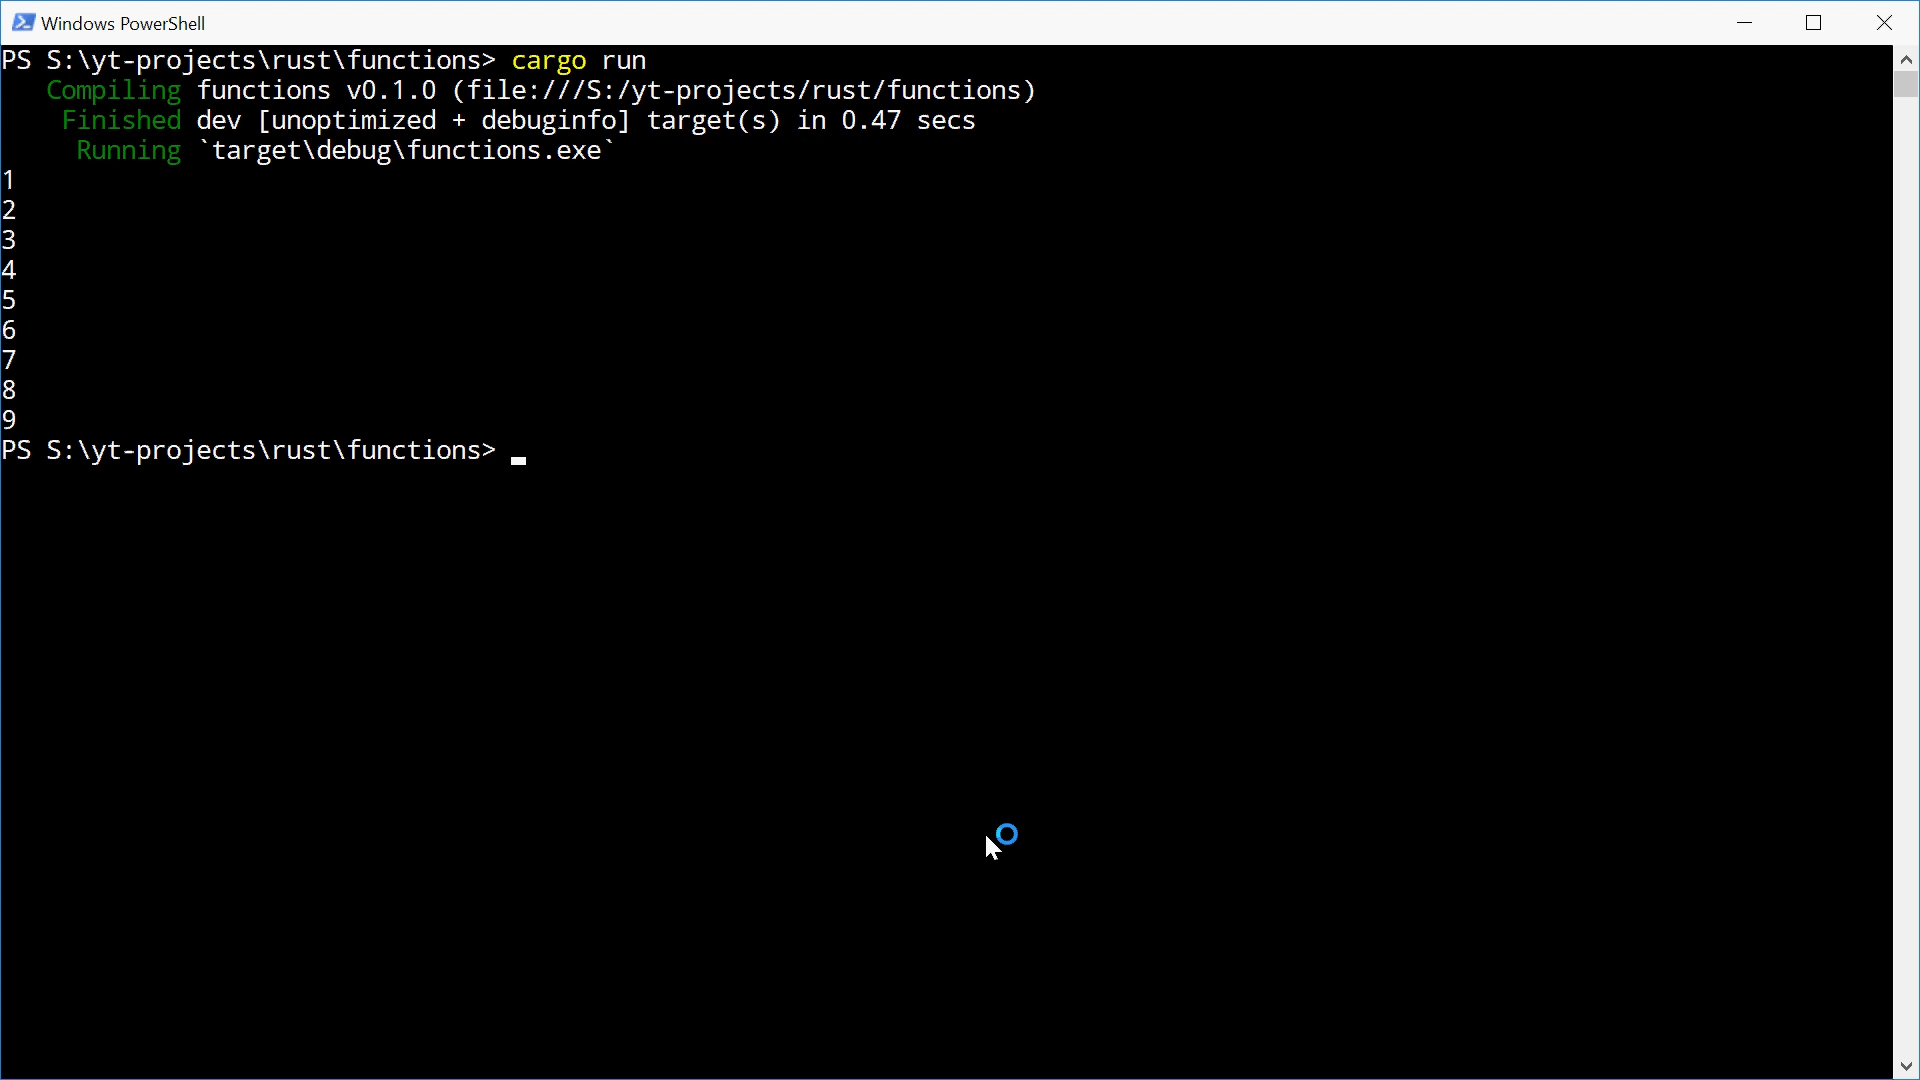 Windows PowerShell
PS S:\yt-projects\rust\functions> cargo run
Compiling functions v0.1.0 (file:///S:/yt-projects/rust/functions)
Finished dev [unoptimized + debuginfo] target(s) in 0.47 secs
Running `target\debug\functions.exe`
1
2
3
4
5
6
7
8
9
PS S:\yt-projects\rust\functions>